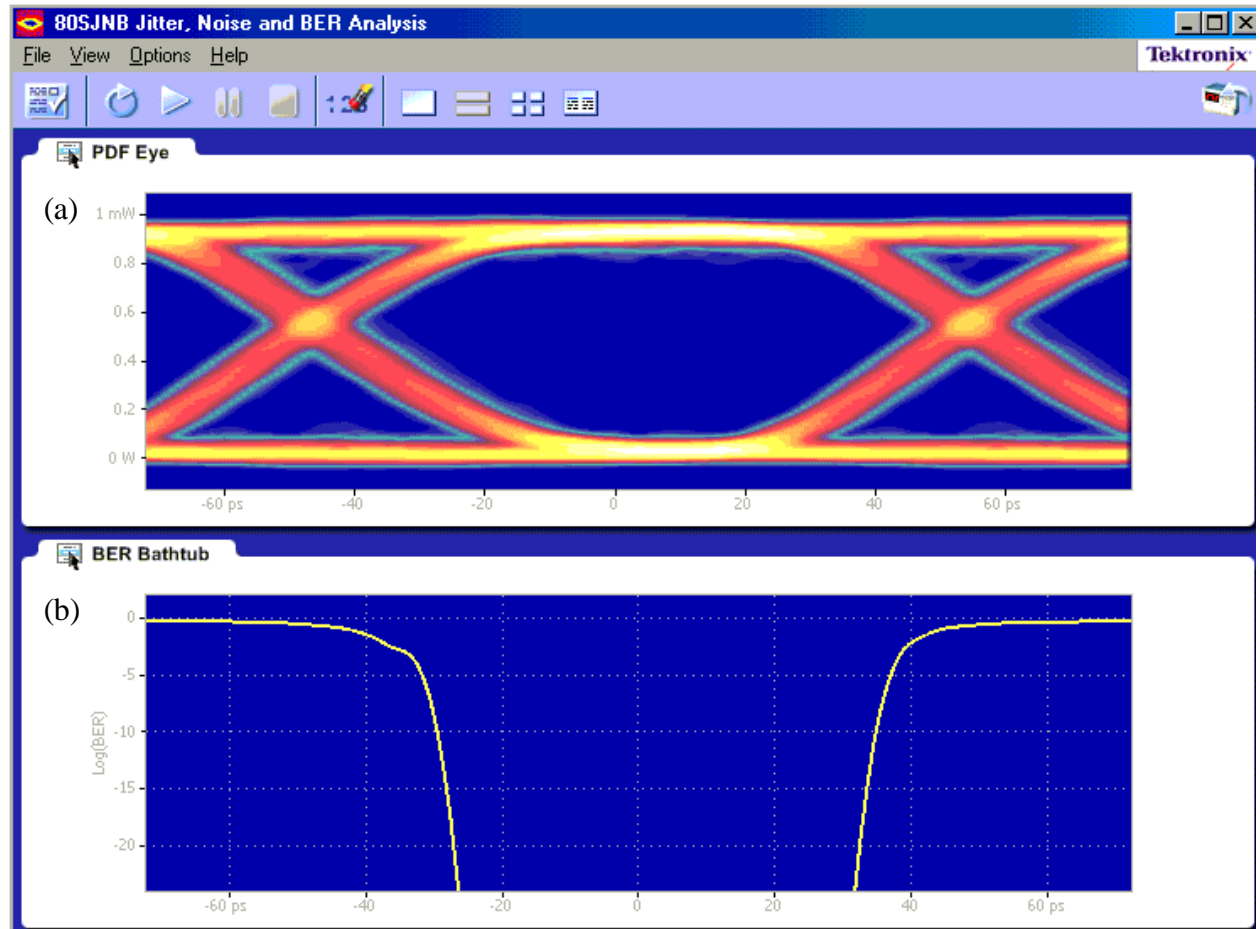 80SJNB Jitter, Noise and BER Analysis
File View Options Help
Tektronix
PDF Eye
(a)
1 mW
0.8
0.6
0.4
0.2
0 W
-60 ps -40 -20 0 20 40 60 ps
BER Bathtub
(b)
0
-5
-10
-15
-20
Log(BER)
-60 ps -40 -20 0 20 40 60 ps